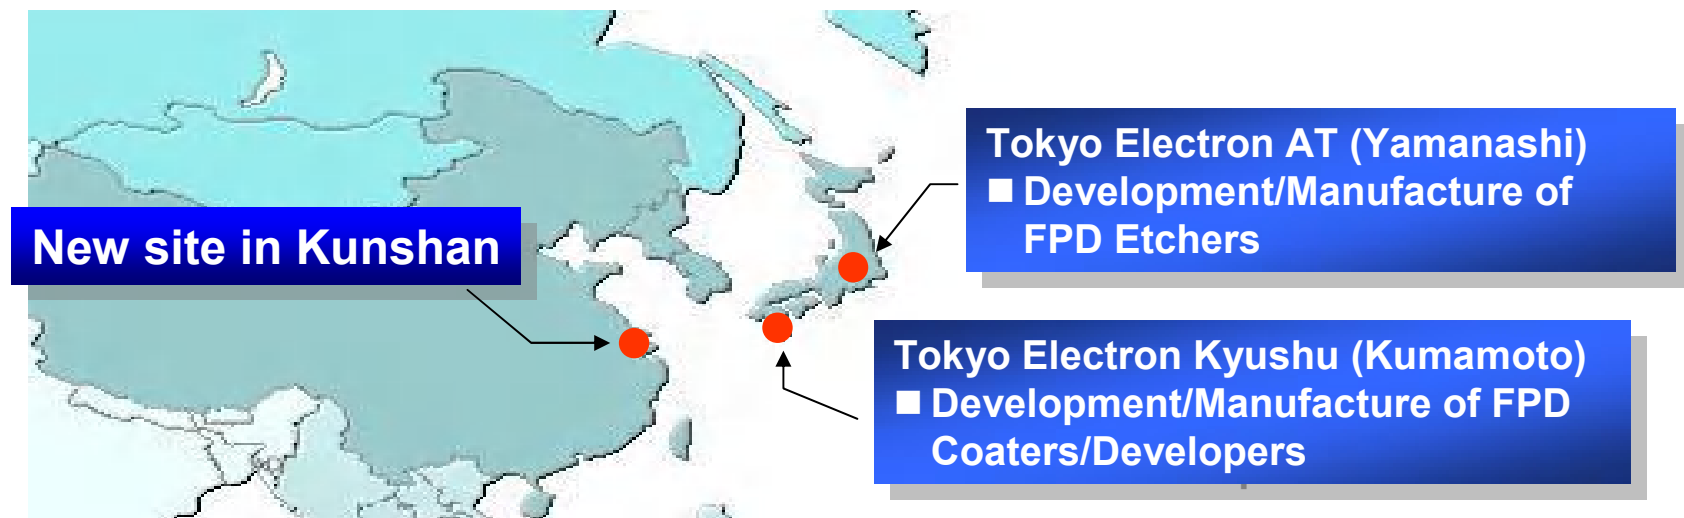 New site in Kunshan
Tokyo Electron AT (Yamanashi)
■ Development/Manufacture of
FPD Etchers
Tokyo Electron Kyushu (Kumamoto)
■ Development/Manufacture of FPD
Coaters/Developers